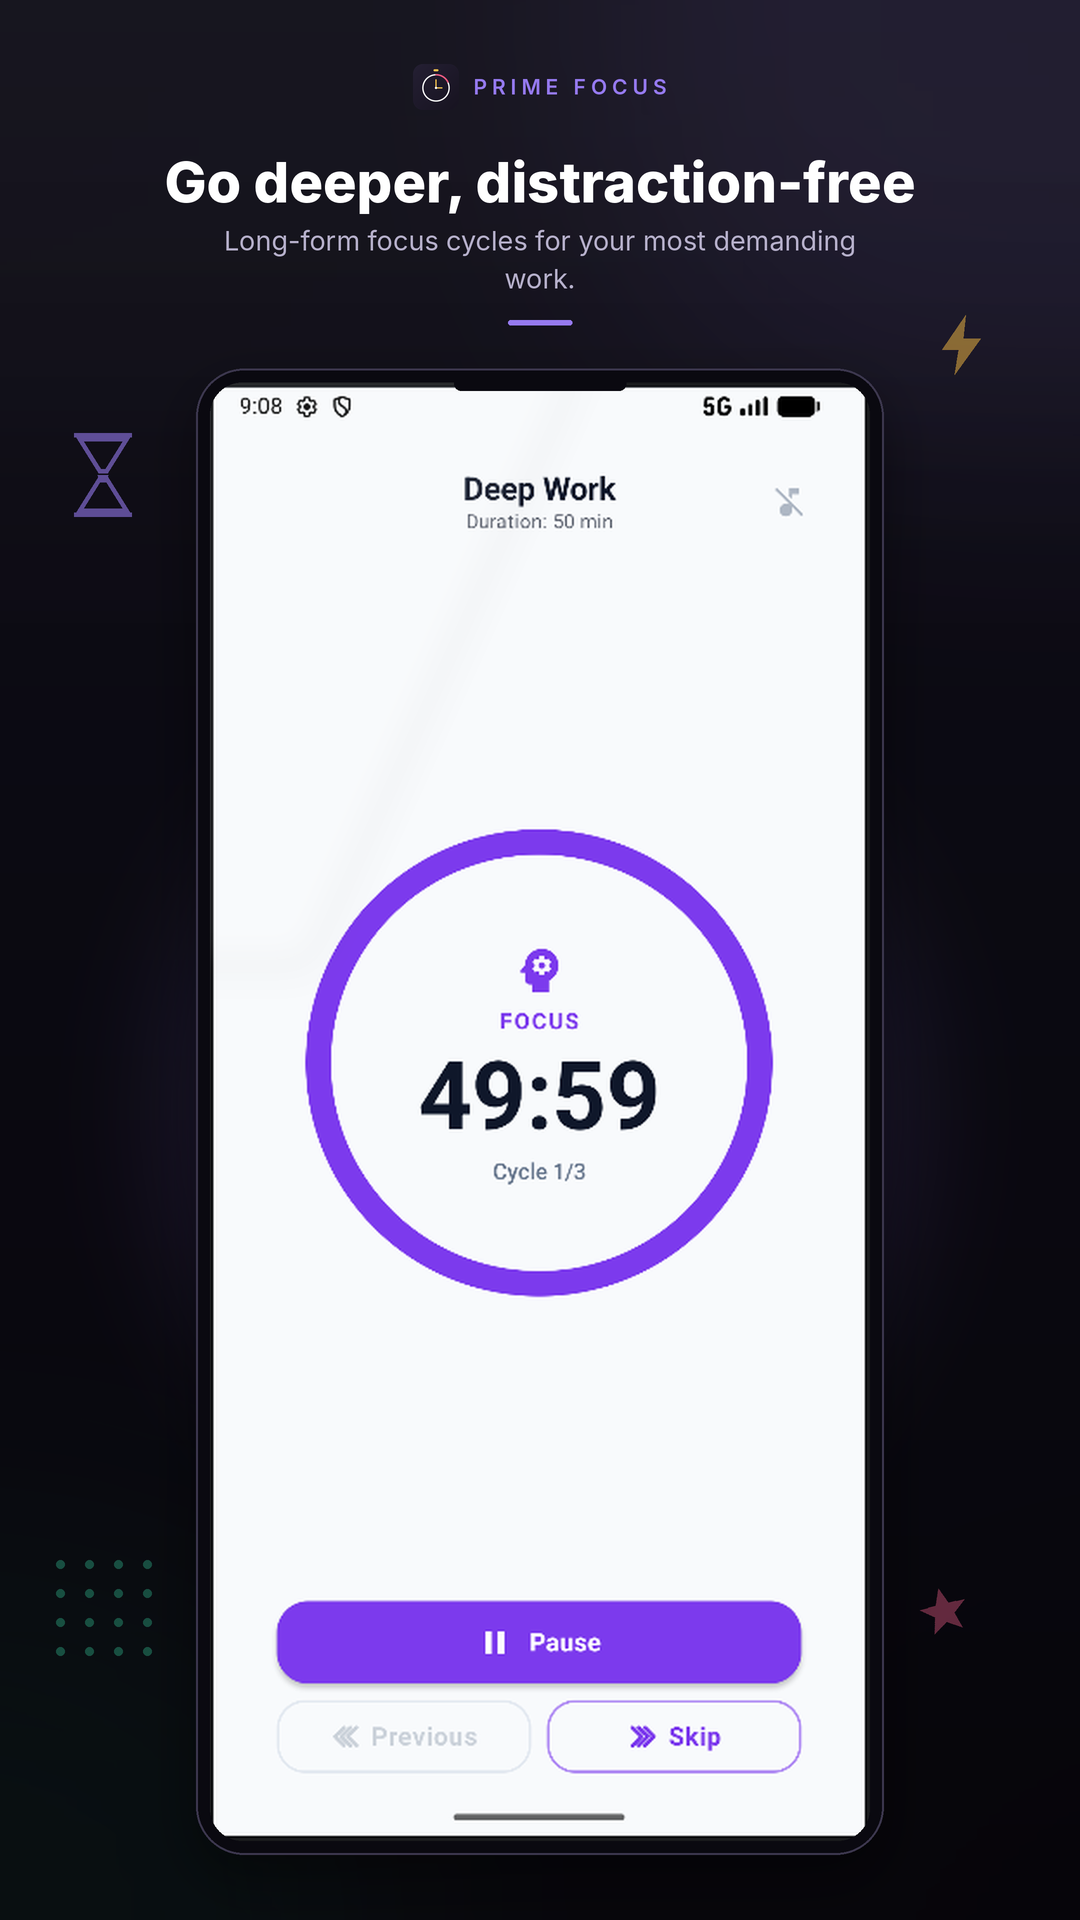 PRIME FOCUS
Go deeper, distraction-free
Long-form focus cycles for your most demanding
work.
9:08 5G
Deep Work
Duration: 50 min
FOCUS
49:59
Cycle 1/3
Pause
Previous
Skip